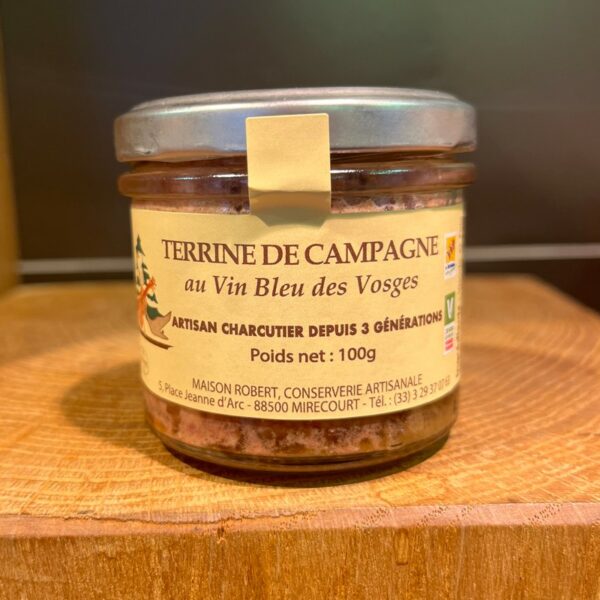 TERRINE DE CAMPAGNE
au Vin Bleu des Vosges
ARTISAN CHARCUTIER DEPUIS 3 GÉNÉRATIONS
Poids net : 100g
MAISON ROBERT, CONSERVERIE ARTISANALE
5, Place Jeanne d'Arc - 88500 MIRECOURT - Tél. : (33) 3 29 37 07 68